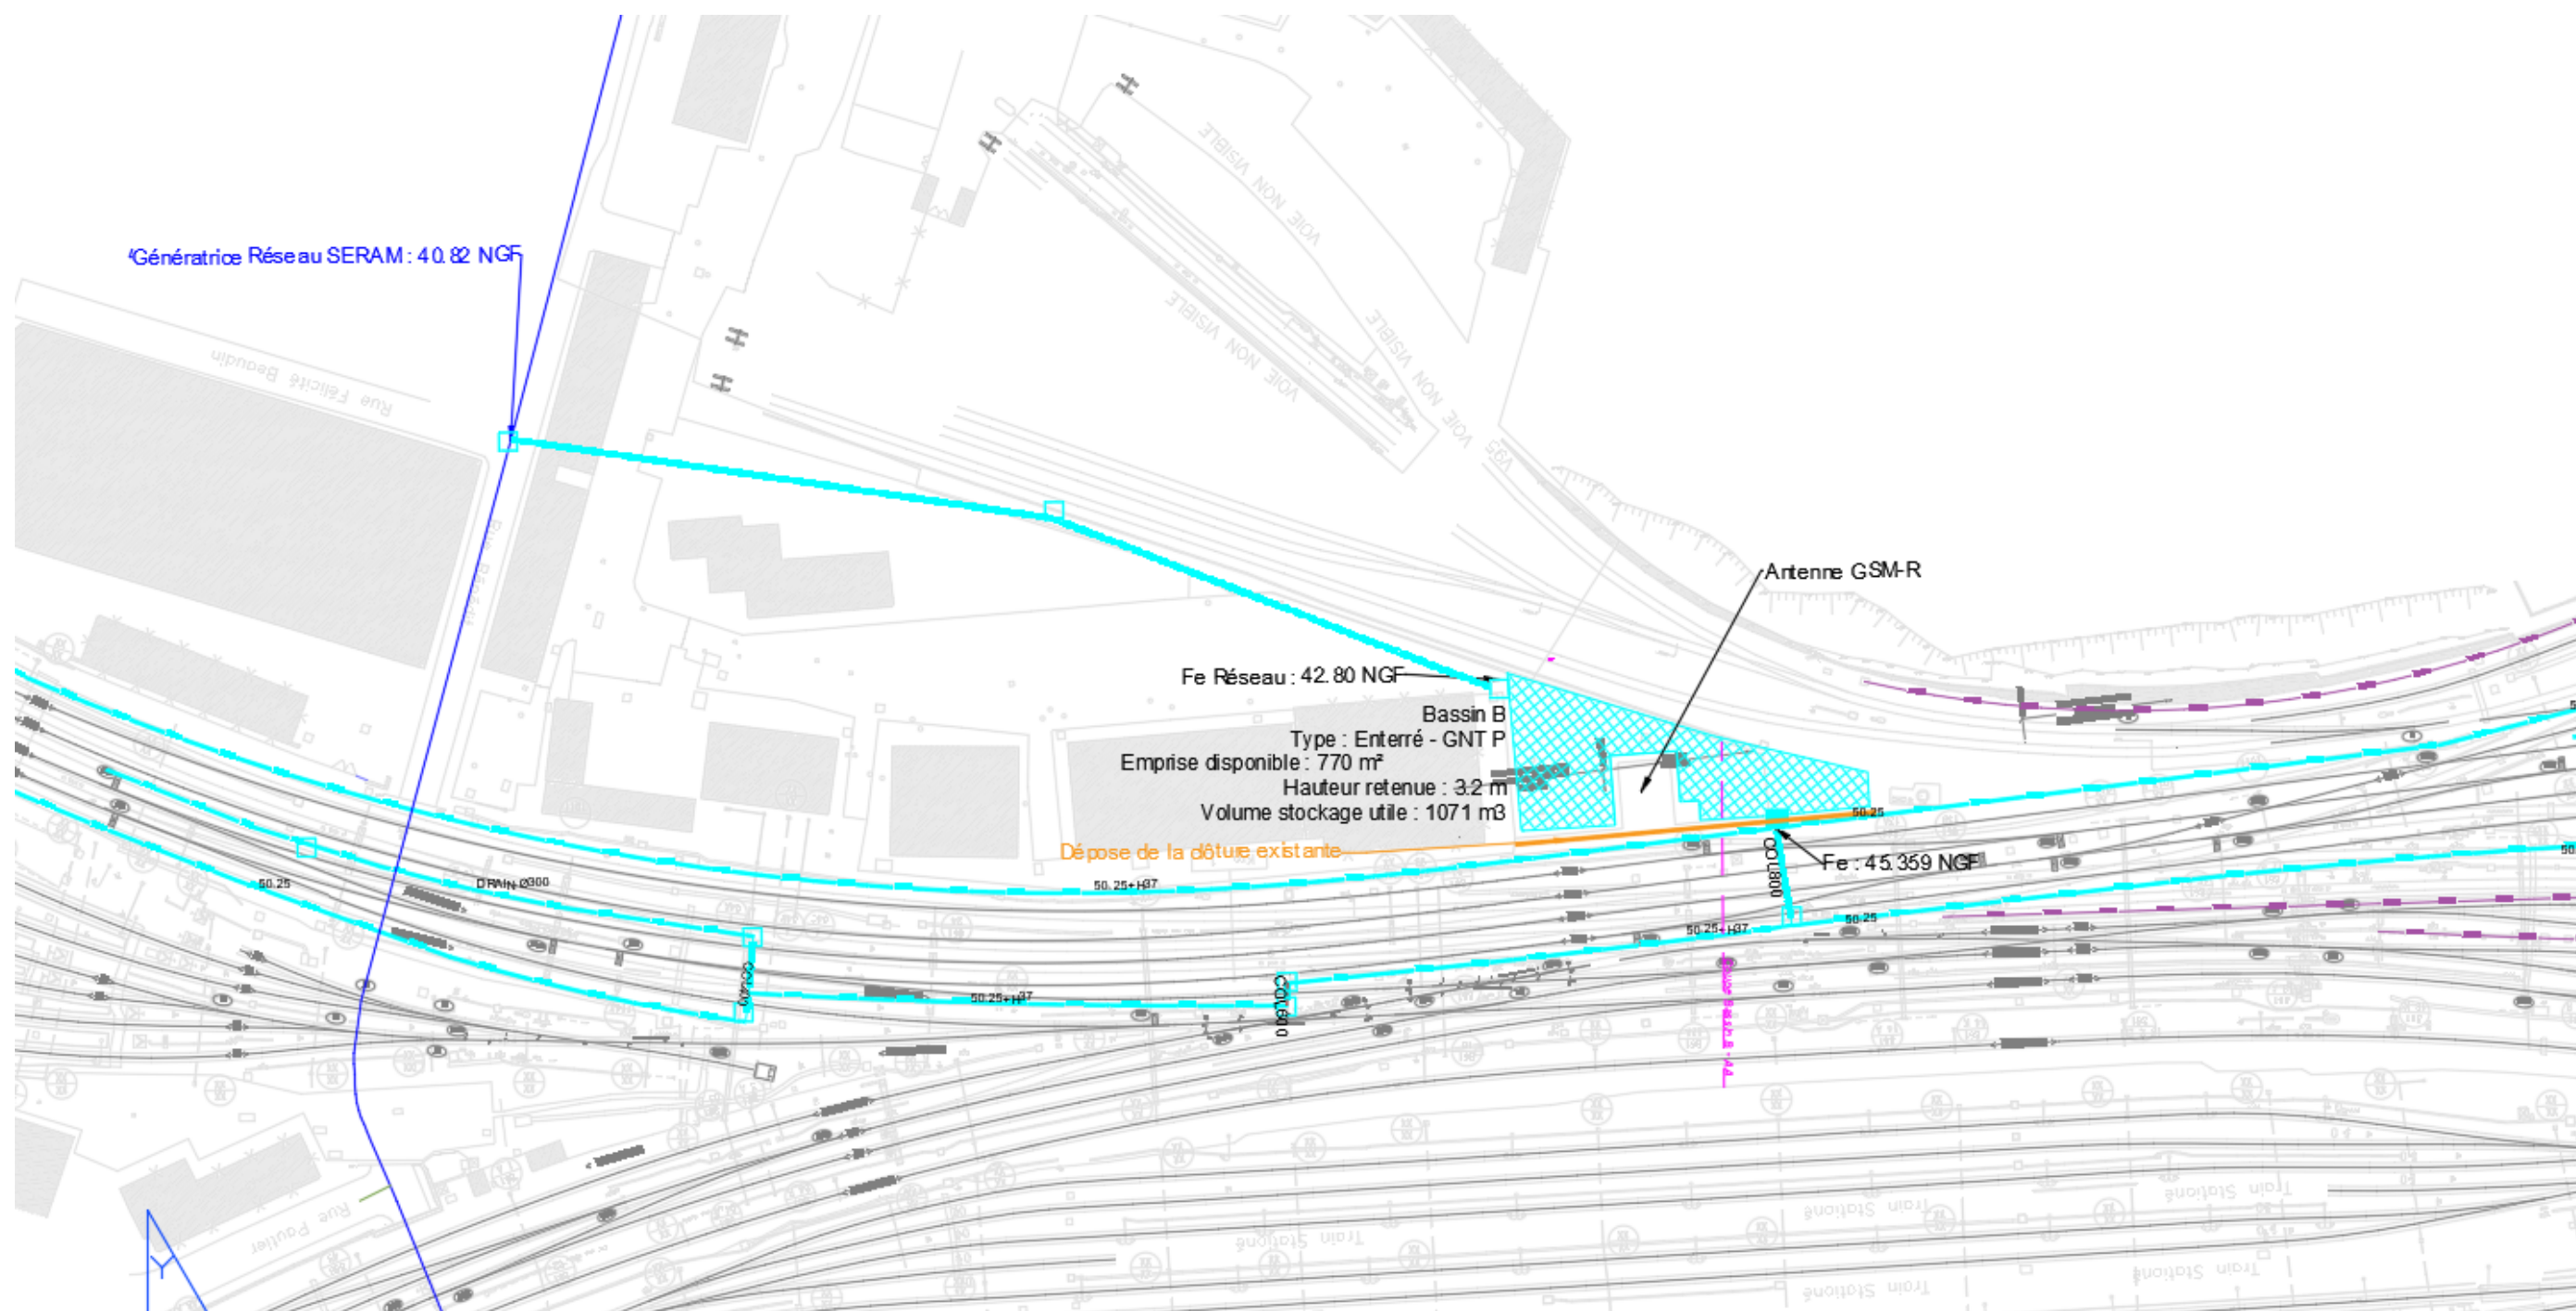 VOIE NON VISIBLE
VOIE NON VISIBLE
VOIE NON VISIBLE
V95
Génératrice Réseau SERAM : 40.82 NGF
Rue Félicité Beaudin
Antenne GSM-R
Fe Réseau : 42.80 NGF
Bassin B
Type : Enterré - GNT P
Emprise disponible : 770 m²
Hauteur retenue : 3.2 m
Volume stockage utile : 1071 m3
Dépose de la clôture existante
50.25
COL800
Fe : 45.359 NGF
50.25
DRAIN Ø300
50.25+H37
50.25
50.25+H37
50.25+H37
COL600
Rue Pautier
Train Stationé
Train Stationé
Train Stationé
Train Stationé
Train Stationé
Y